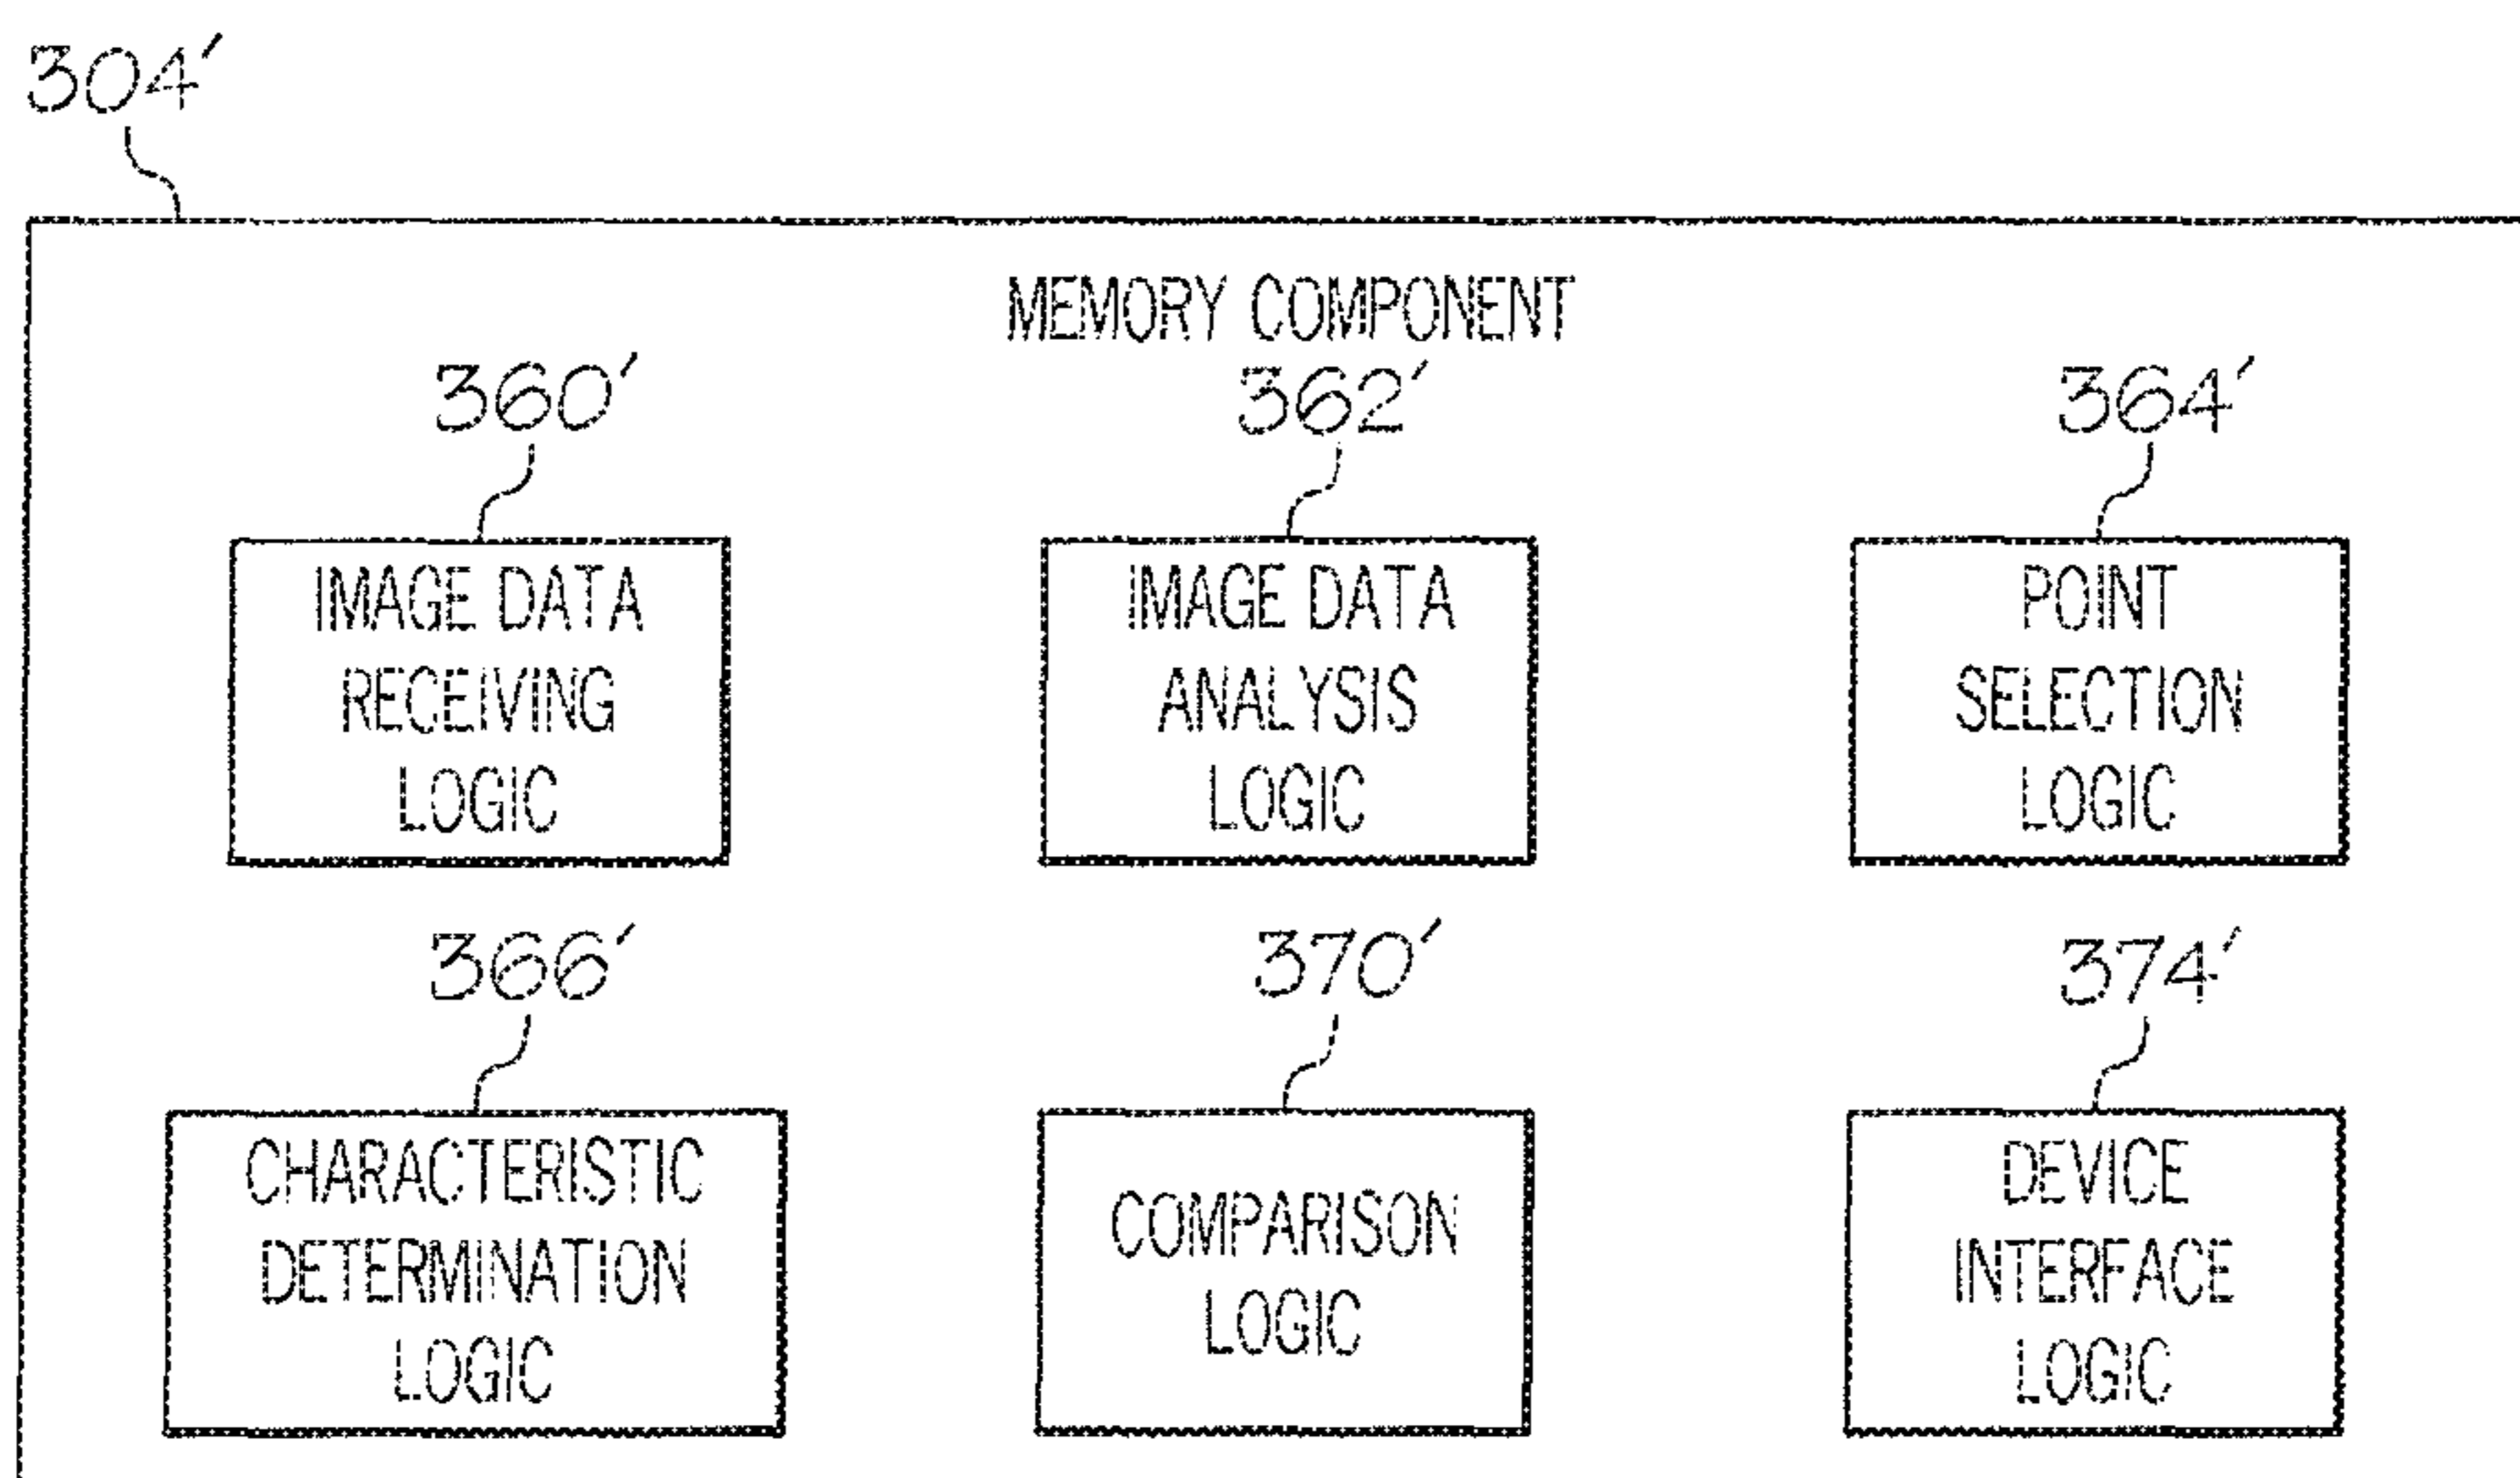 304'
MEMORY COMPONENT
360'
362'
364'
IMAGE DATA
RECEIVING
LOGIC
IMAGE DATA
ANALYSIS
LOGIC
POINT
SELECTION
LOGIC
366'
370'
374'
CHARACTERISTIC
DETERMINATION
LOGIC
COMPARISON
LOGIC
DEVICE
INTERFACE
LOGIC